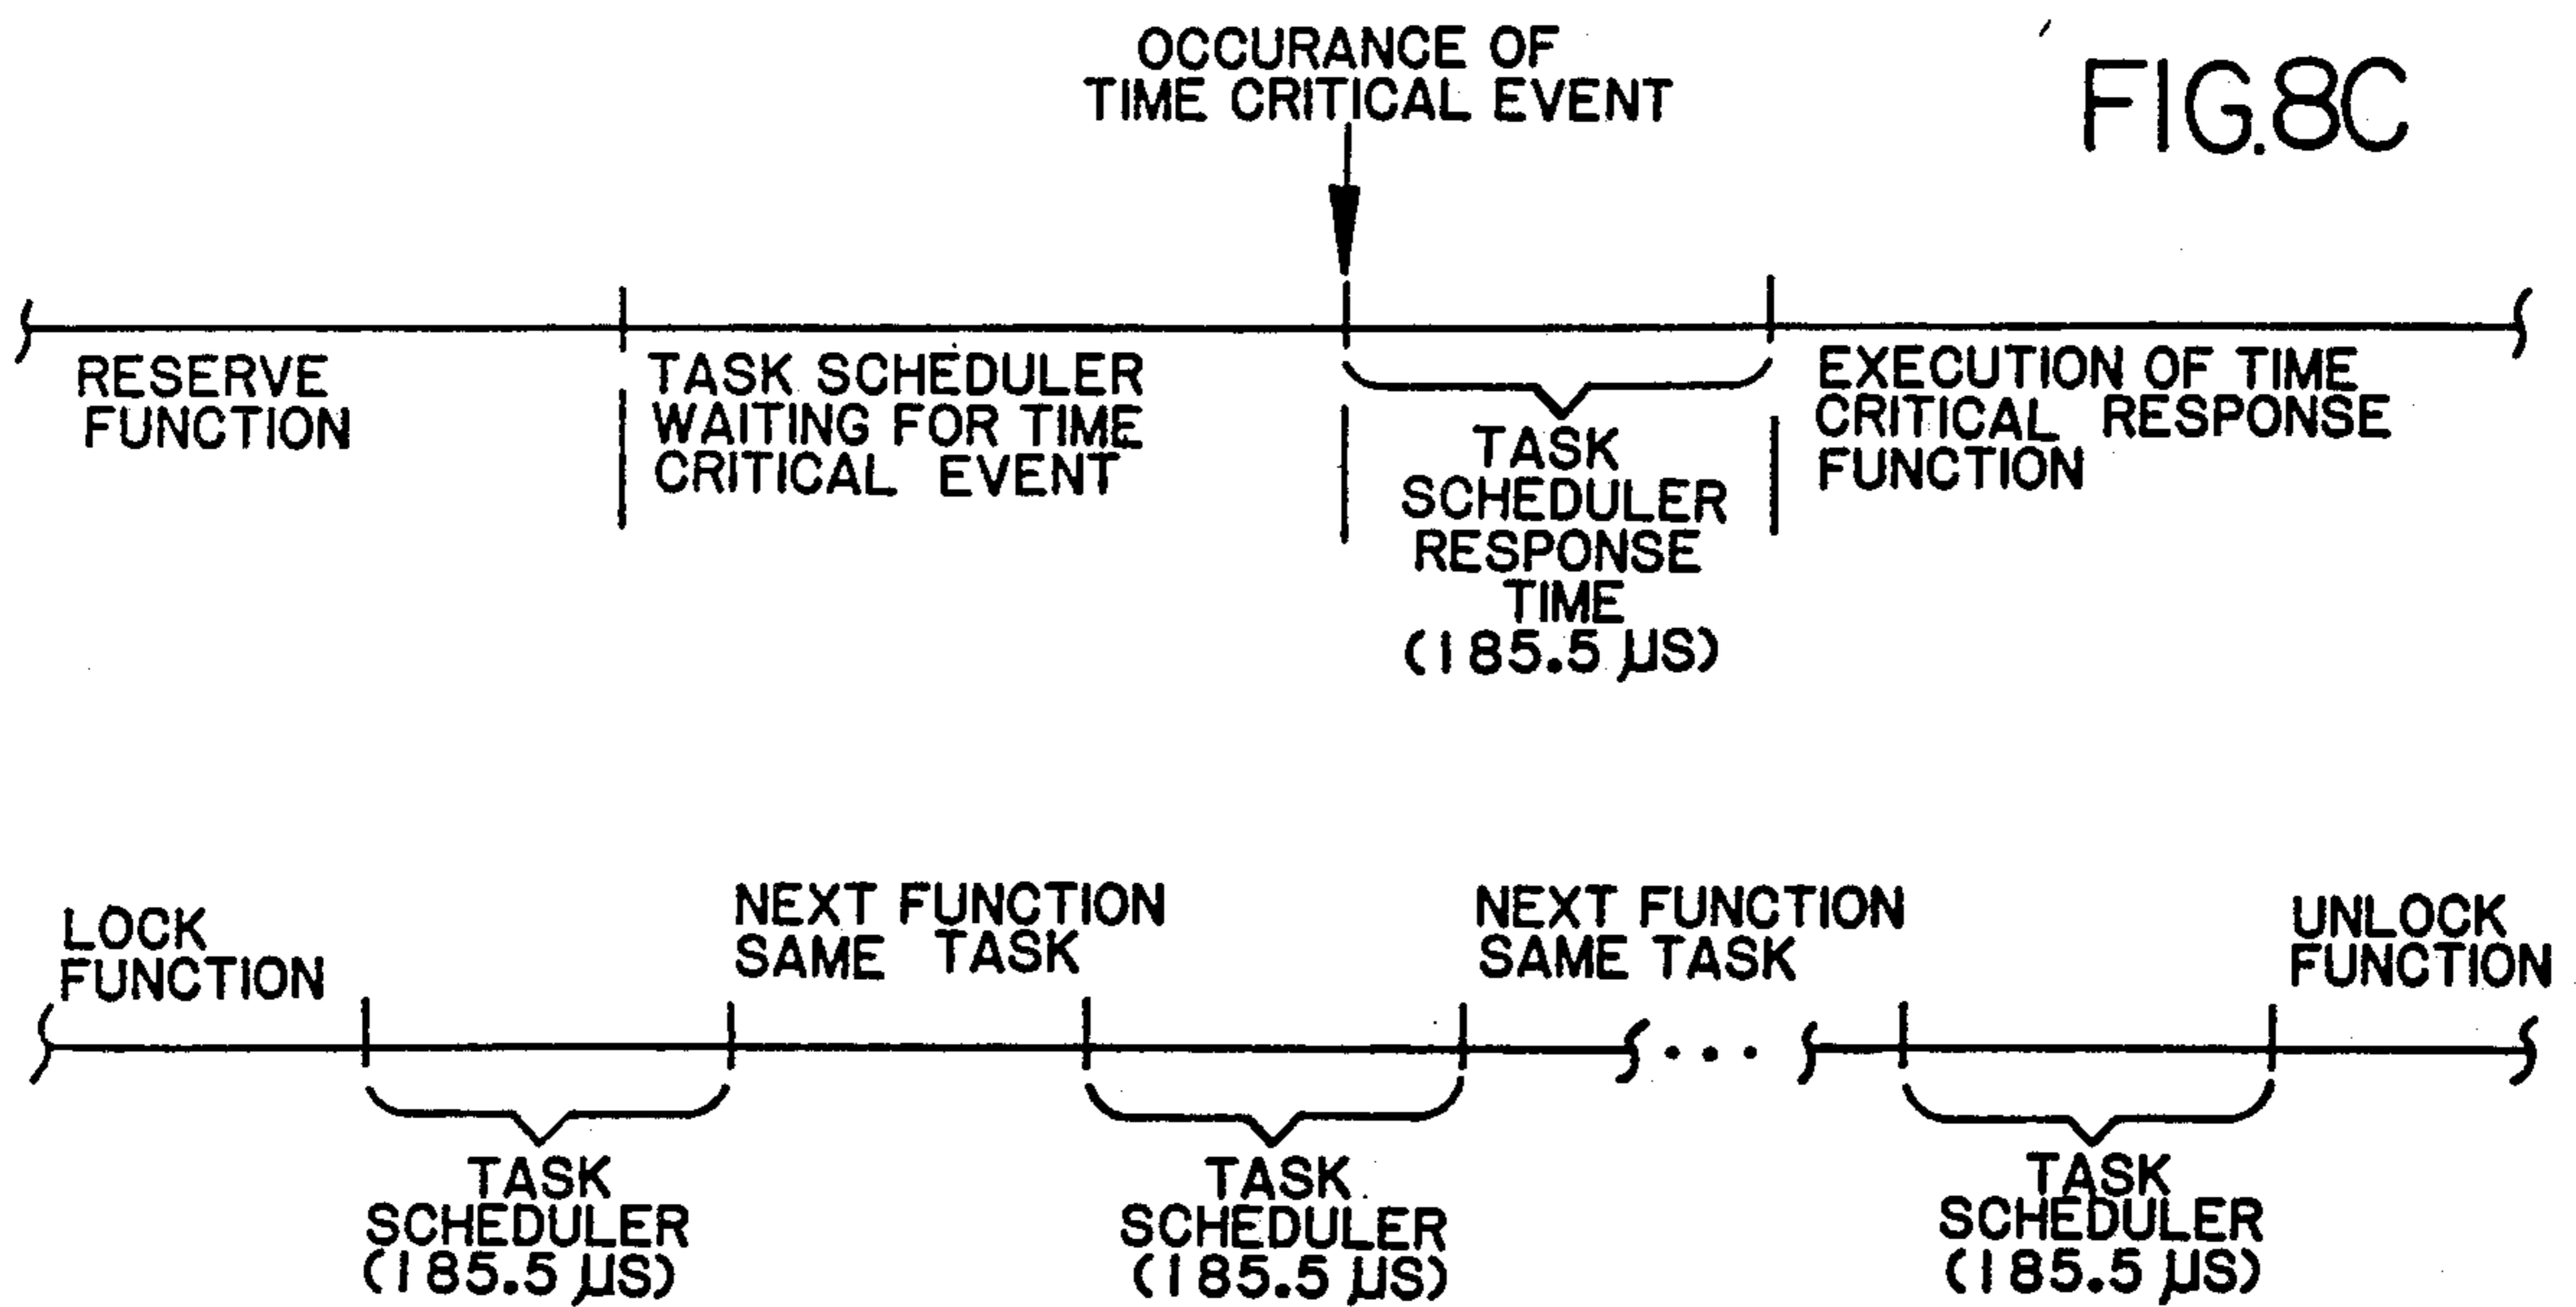 OCCURANCE OF
TIME CRITICAL EVENT
FIG.8C
RESERVE
FUNCTION
TASK SCHEDULER
WAITING FOR TIME
CRITICAL EVENT
TASK
SCHEDULER
RESPONSE
TIME
(185.5 µS)
EXECUTION OF TIME
CRITICAL RESPONSE
FUNCTION
LOCK
FUNCTION
NEXT FUNCTION
SAME TASK
NEXT FUNCTION
SAME TASK
UNLOCK
FUNCTION
TASK
SCHEDULER
(185.5 µS)
TASK
SCHEDULER
(185.5 µS)
TASK
SCHEDULER
(185.5 µS)